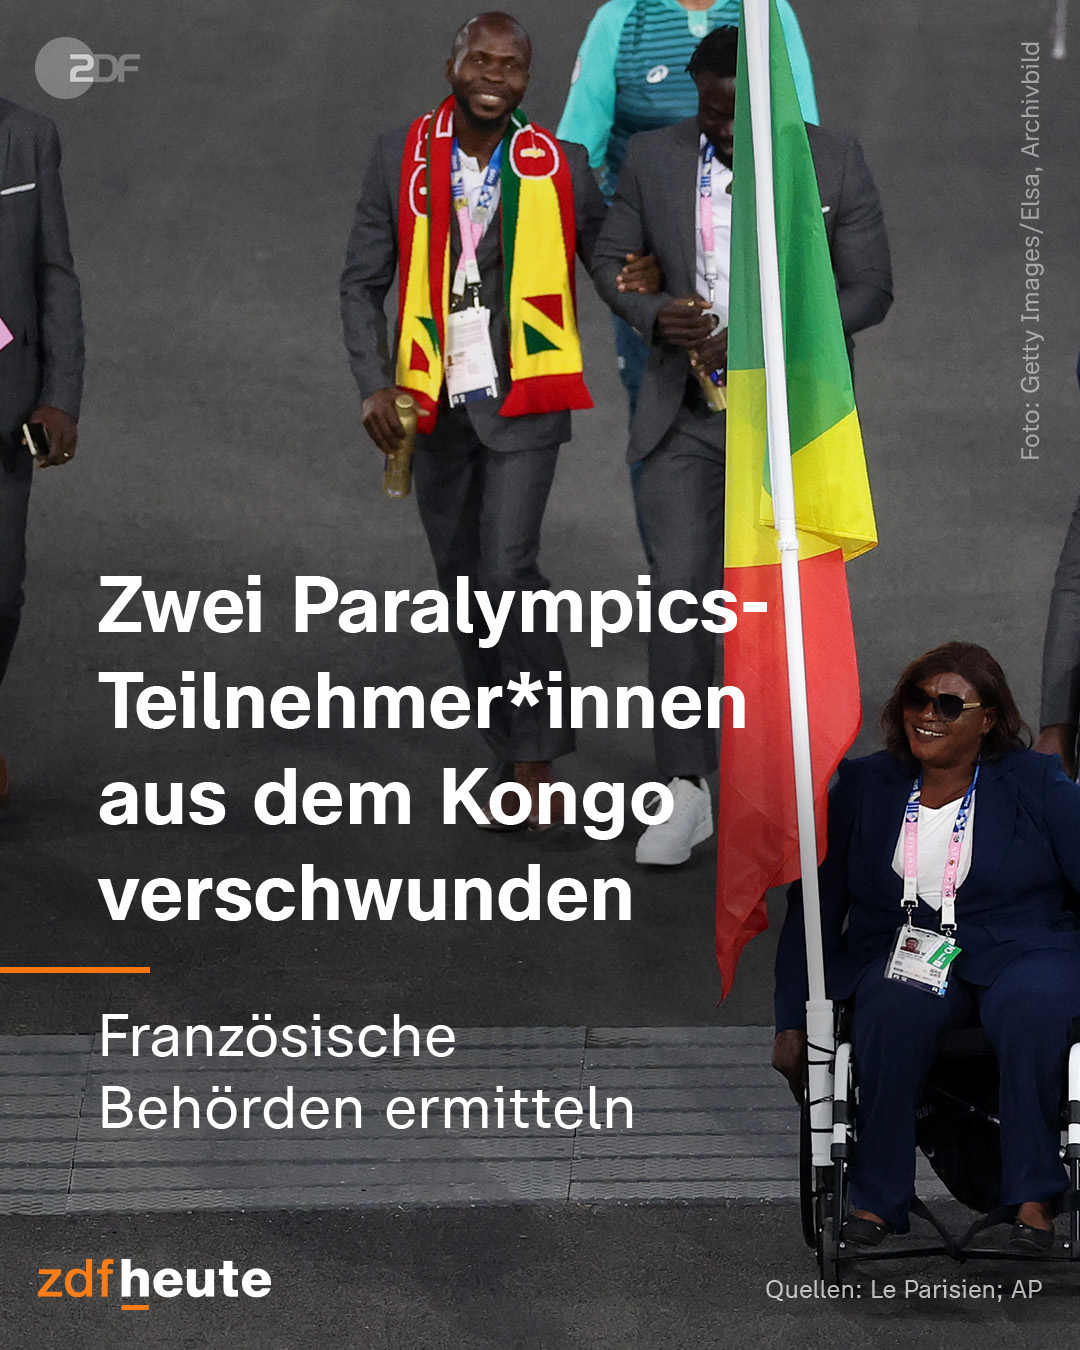 ZDF
Foto: Getty Images/Elsa, Archivbild
Zwei Paralympics-
Teilnehmer*innen
aus dem Kongo
verschwunden
Französische
Behörden ermitteln
zdfheute
Quellen: Le Parisien; AP